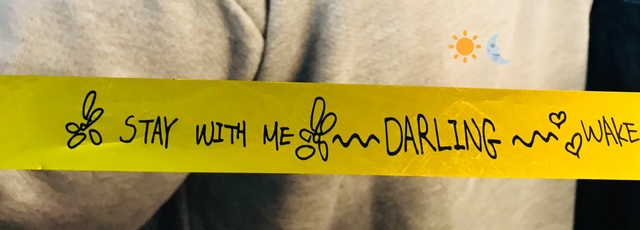 STAY WITH ME DARLING WAKE